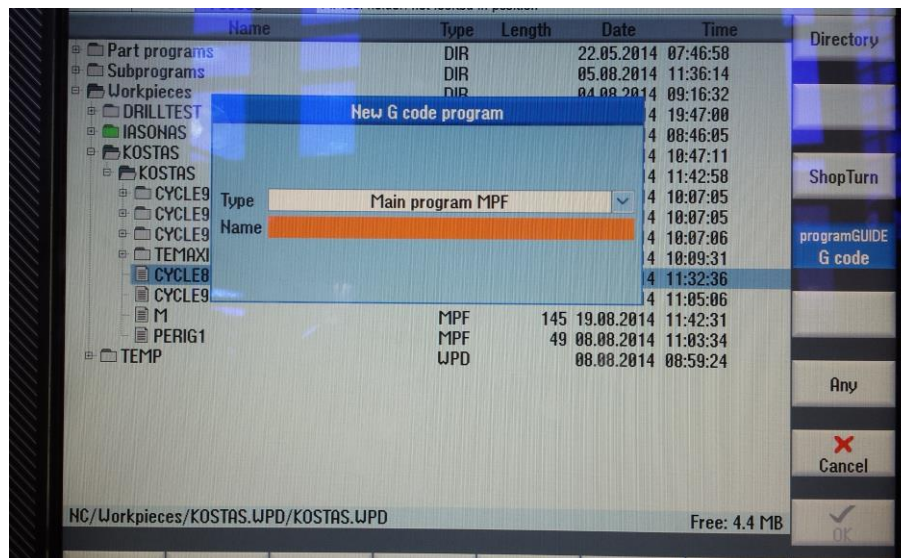 Name Type Length Date Time
Part programs DIR 22.05.2014 07:46:58
Subprograms DIR 05.08.2014 11:36:14
Workpieces DIR 04.08.2014 09:16:32
DRILLTEST 4 19:47:00
IASONAS 4 08:46:05
KOSTAS 4 10:47:11
KOSTAS 4 11:42:58
CYCLE9 4 10:07:05
CYCLE9 4 10:07:05
CYCLE9 4 10:07:06
TEMAXI 4 10:09:31
CYCLE8 4 11:32:36
CYCLE9 4 11:05:06
M MPF 145 19.08.2014 11:42:31
PERIG1 MPF 49 08.08.2014 11:03:34
TEMP WPD 08.08.2014 08:59:24
New G code program
Type Main program MPF
Name
NC/Workpieces/KOSTAS.WPD/KOSTAS.WPD Free: 4.4 MB
Directory
ShopTurn
programGUIDE
G code
Any
Cancel
OK